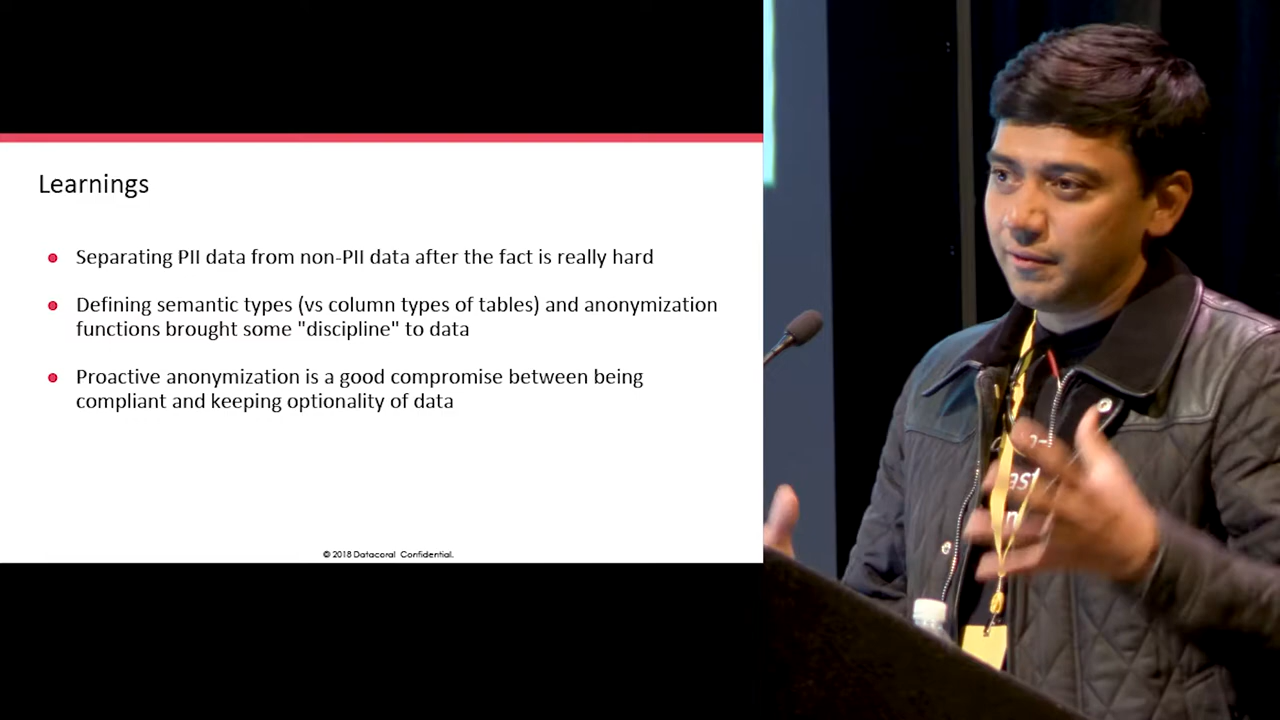 Learnings
Separating PII data from non-PII data after the fact is really hard
Defining semantic types (vs column types of tables) and anonymization
functions brought some "discipline" to data
Proactive anonymization is a good compromise between being
compliant and keeping optionality of data
© 2018 Datacoral Confidential.